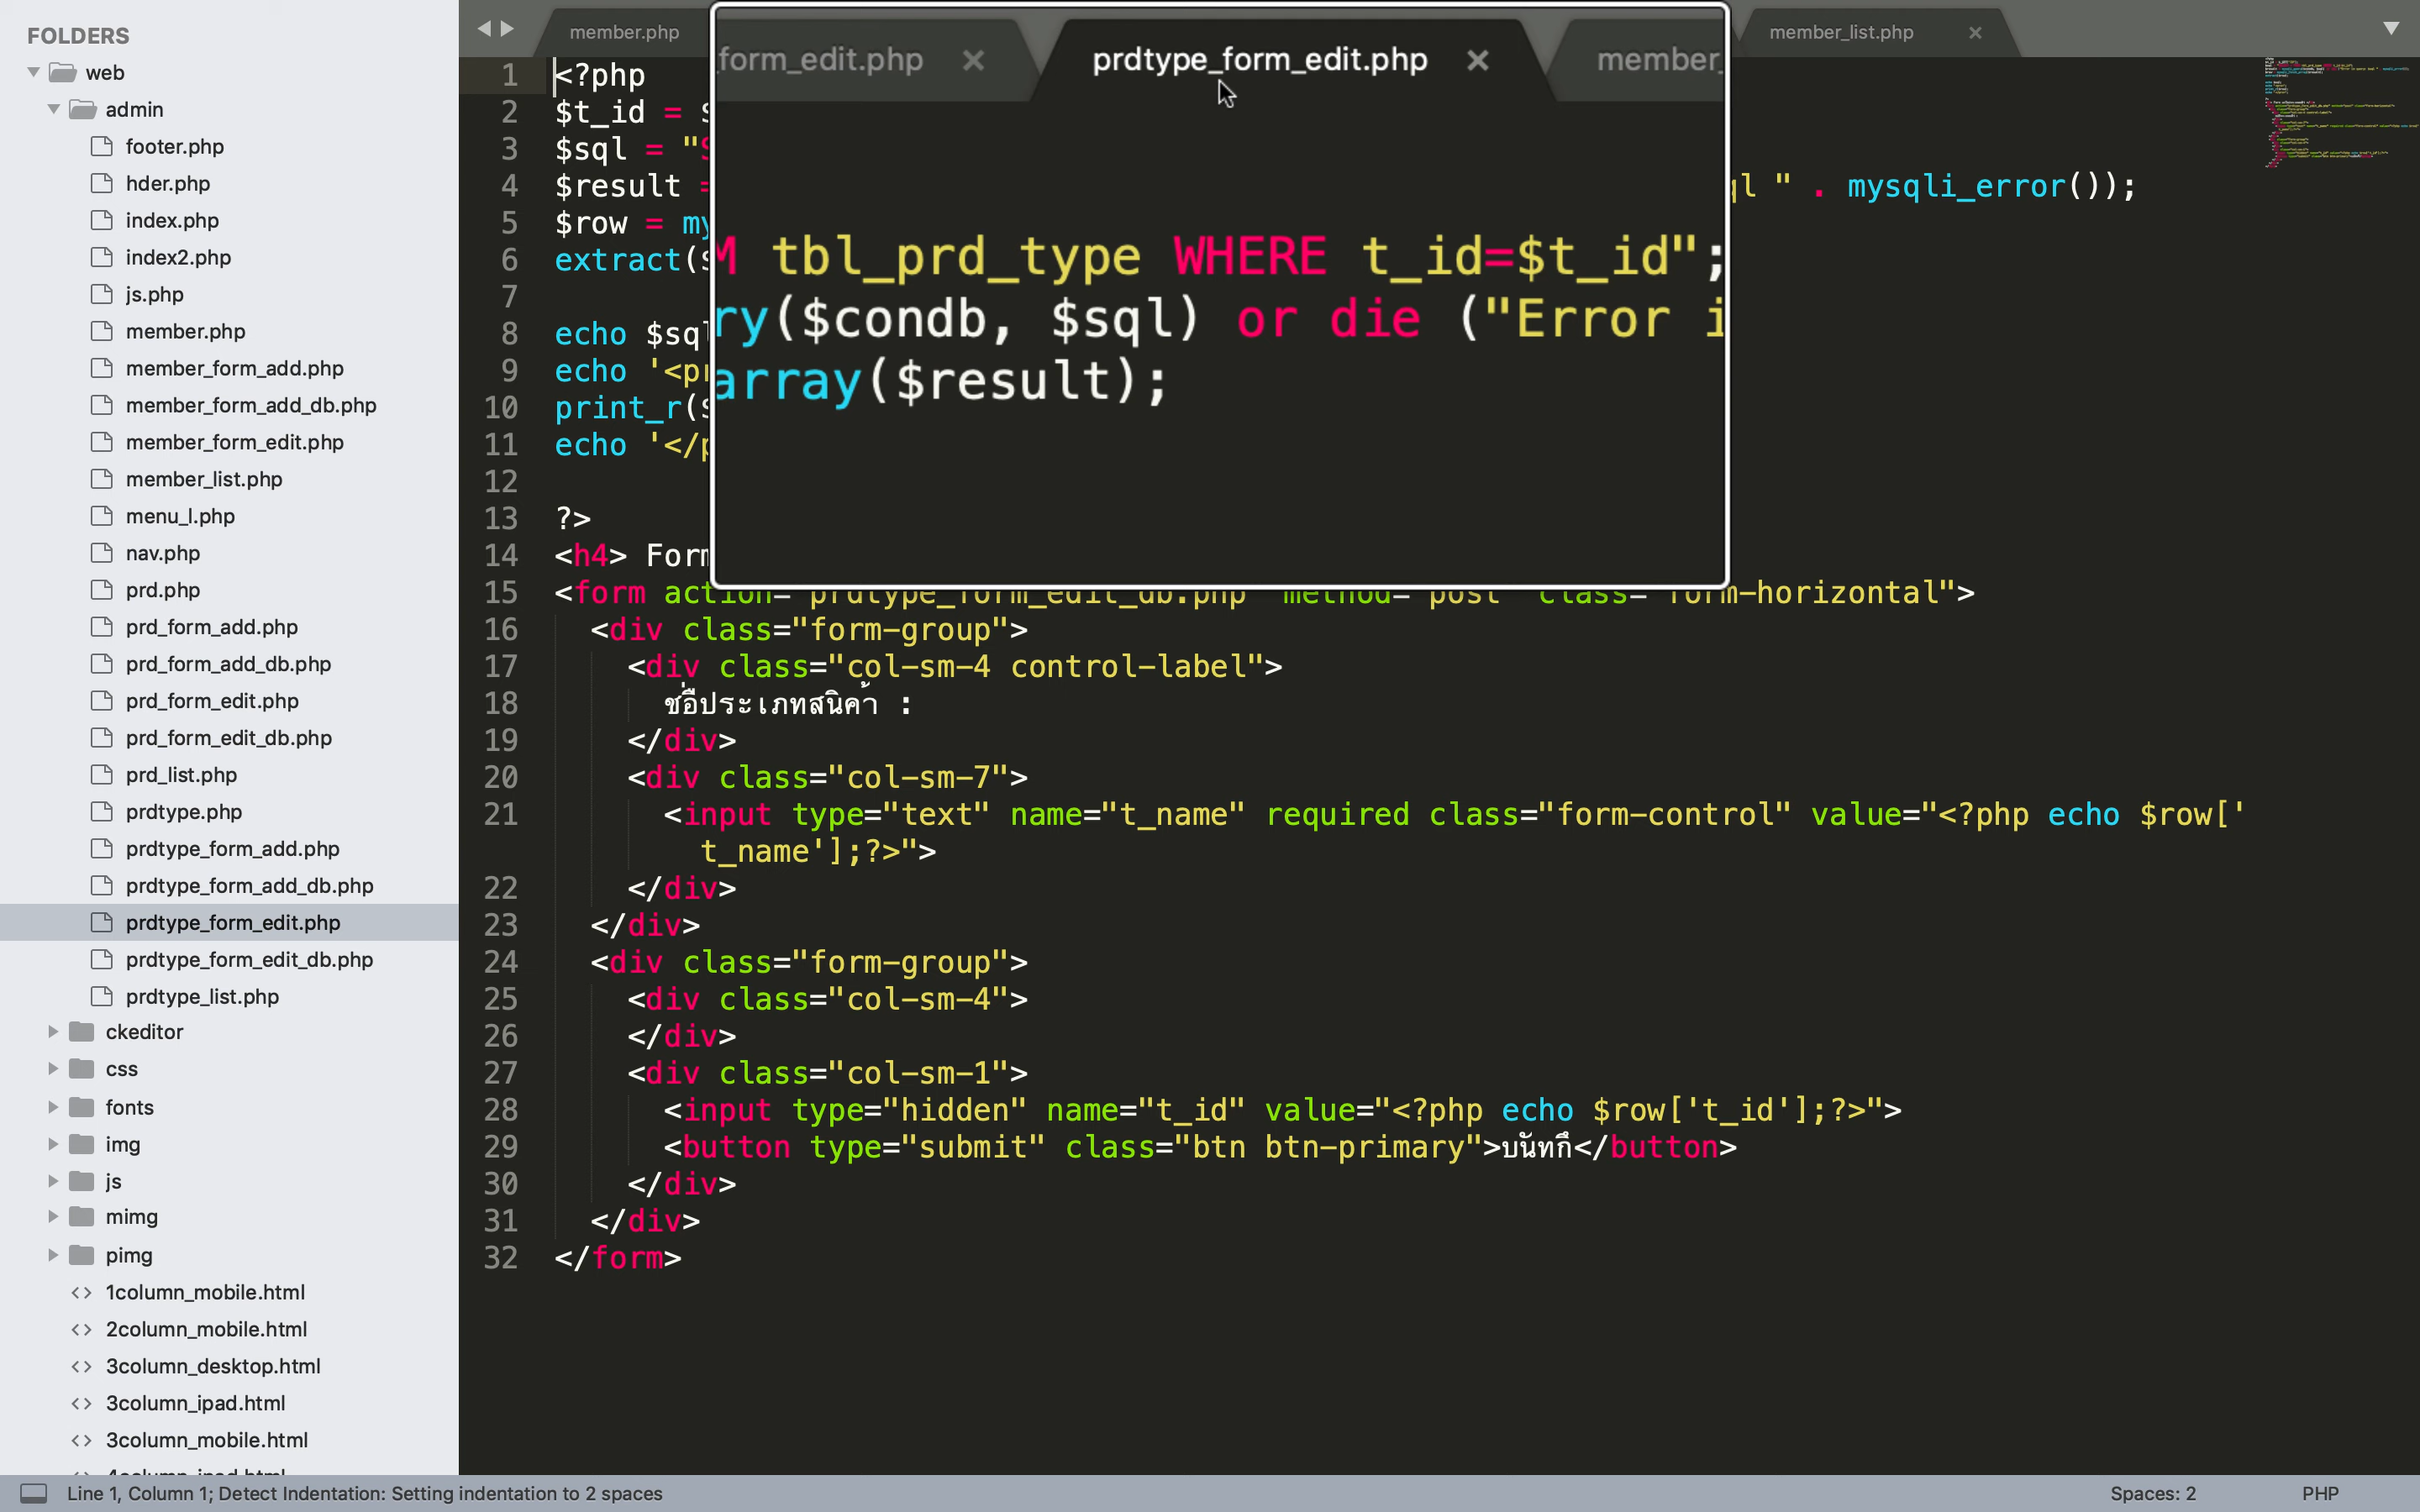 FOLDERS
web
admin
footer.php
hder.php
index.php
index2.php
js.php
member.php
member_form_add.php
member_form_add_db.php
member_form_edit.php
member_list.php
menu_l.php
nav.php
prd.php
prd_form_add.php
prd_form_add_db.php
prd_form_edit.php
prd_form_edit_db.php
prd_list.php
prdtype.php
prdtype_form_add.php
prdtype_form_add_db.php
prdtype_form_edit.php
prdtype_form_edit_db.php
prdtype_list.php
ckeditor
css
fonts
img
js
mimg
pimg
<> 1column_mobile.html
<> 2column_mobile.html
<> 3column_desktop.html
<> 3column_ipad.html
<> 3column_mobile.html
member.php
member_list.php
form_edit.php
prdtype_form_edit.php
member_
M tbl_prd_type WHERE t_id=$t_id";
ry($condb, $sql) or die ("Error i
array($result);
1 <?php
2 $t_id =
3 $sql = "
4 $result = ql " . mysqli_error());
5 $row = my
6 extract(
7
8 echo $sql
9 echo '<pr
10 print_r(
11 echo '</p
12
13 ?>
14 <h4> Form
15 <form action="prdtype_form_edit_db.php" method="post" class="form-horizontal">
16 <div class="form-group">
17 <div class="col-sm-4 control-label">
18 ชื่อประเภทสินค้า :
19 </div>
20 <div class="col-sm-7">
21 <input type="text" name="t_name" required class="form-control" value="<?php echo $row['
t_name'];?>">
22 </div>
23 </div>
24 <div class="form-group">
25 <div class="col-sm-4">
26 </div>
27 <div class="col-sm-1">
28 <input type="hidden" name="t_id" value="<?php echo $row['t_id'];?>">
29 <button type="submit" class="btn btn-primary">บันทึก</button>
30 </div>
31 </div>
32 </form>
Line 1, Column 1; Detect Indentation: Setting indentation to 2 spaces
Spaces: 2
PHP